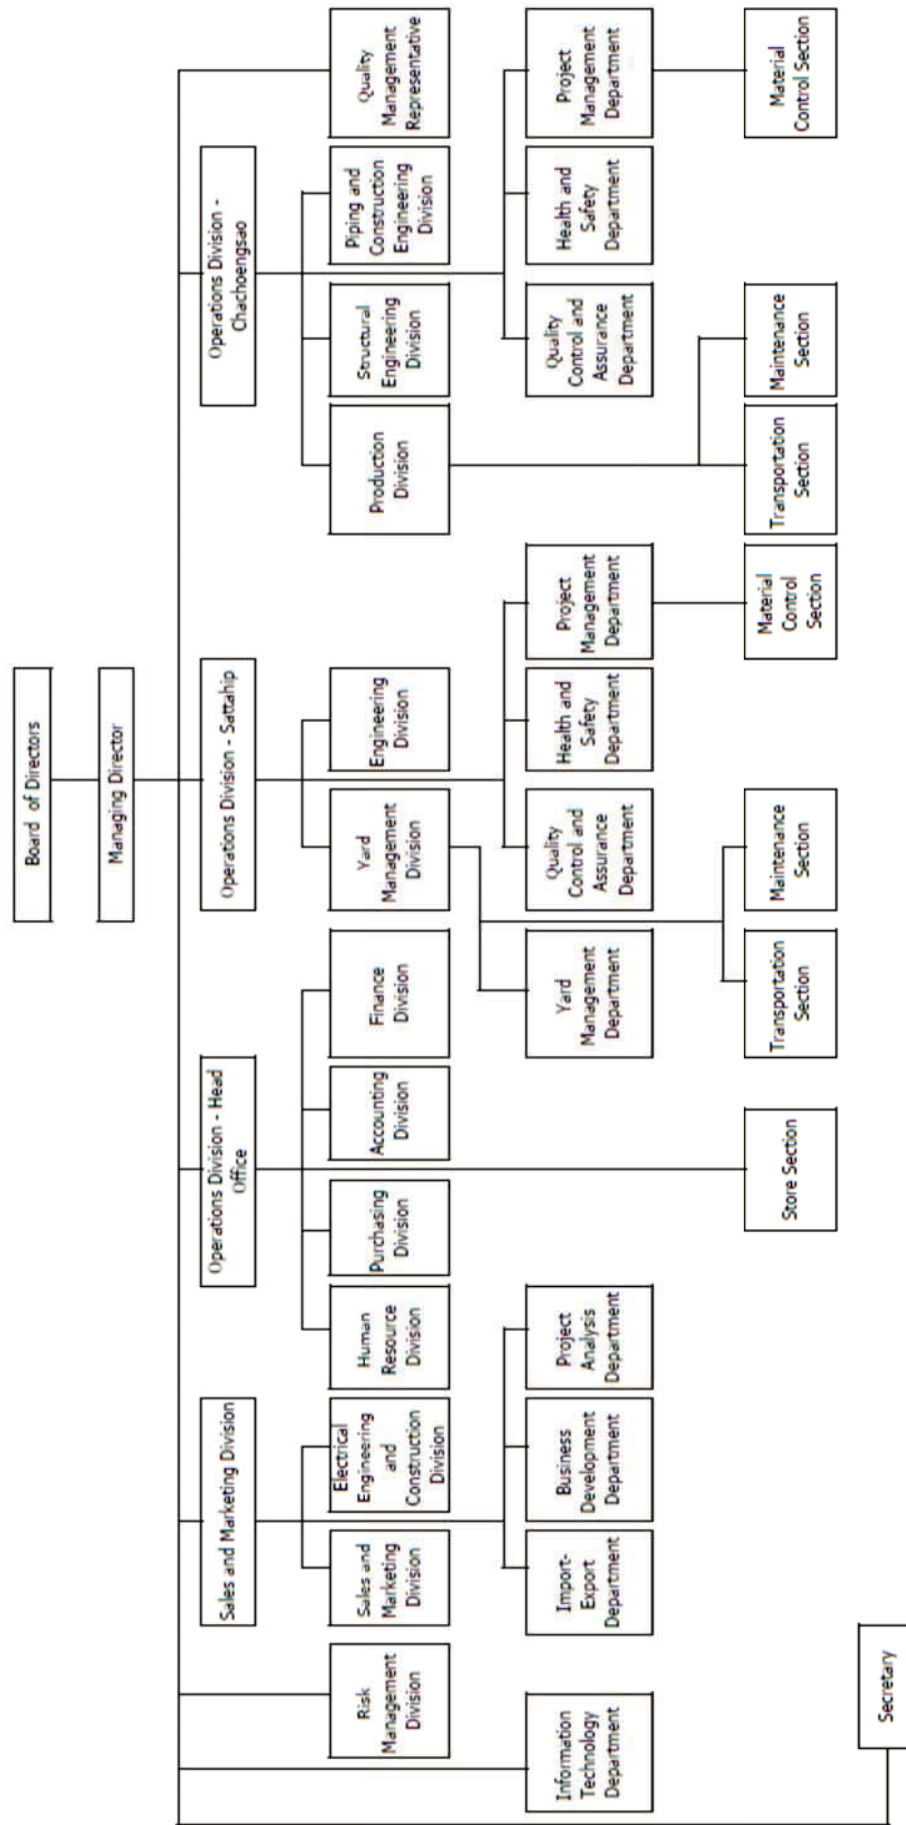 Board of Directors
Managing Director
Sales and Marketing Division
Operations Division - Head
Office
Operations Division - Sattahip
Operations Division -
Chachoengsao
Risk
Management
Division
Sales and
Marketing
Division
Electrical
Engineering
and
Construction
Division
Human
Resource
Division
Purchasing
Division
Accounting
Division
Finance
Division
Yard
Management
Division
Engineering
Division
Production
Division
Structural
Engineering
Division
Piping and
Construction
Engineering
Division
Quality
Management
Representative
Information
Technology
Department
Import-
Export
Department
Business
Development
Department
Project
Analysis
Department
Yard
Management
Department
Quality
Control and
Assurance
Department
Health and
Safety
Department
Project
Management
Department
Quality
Control and
Assurance
Department
Health and
Safety
Department
Project
Management
Department
Store Section
Transportation
Section
Maintenance
Section
Material
Control
Section
Transportation
Section
Maintenance
Section
Material
Control Section
Secretary